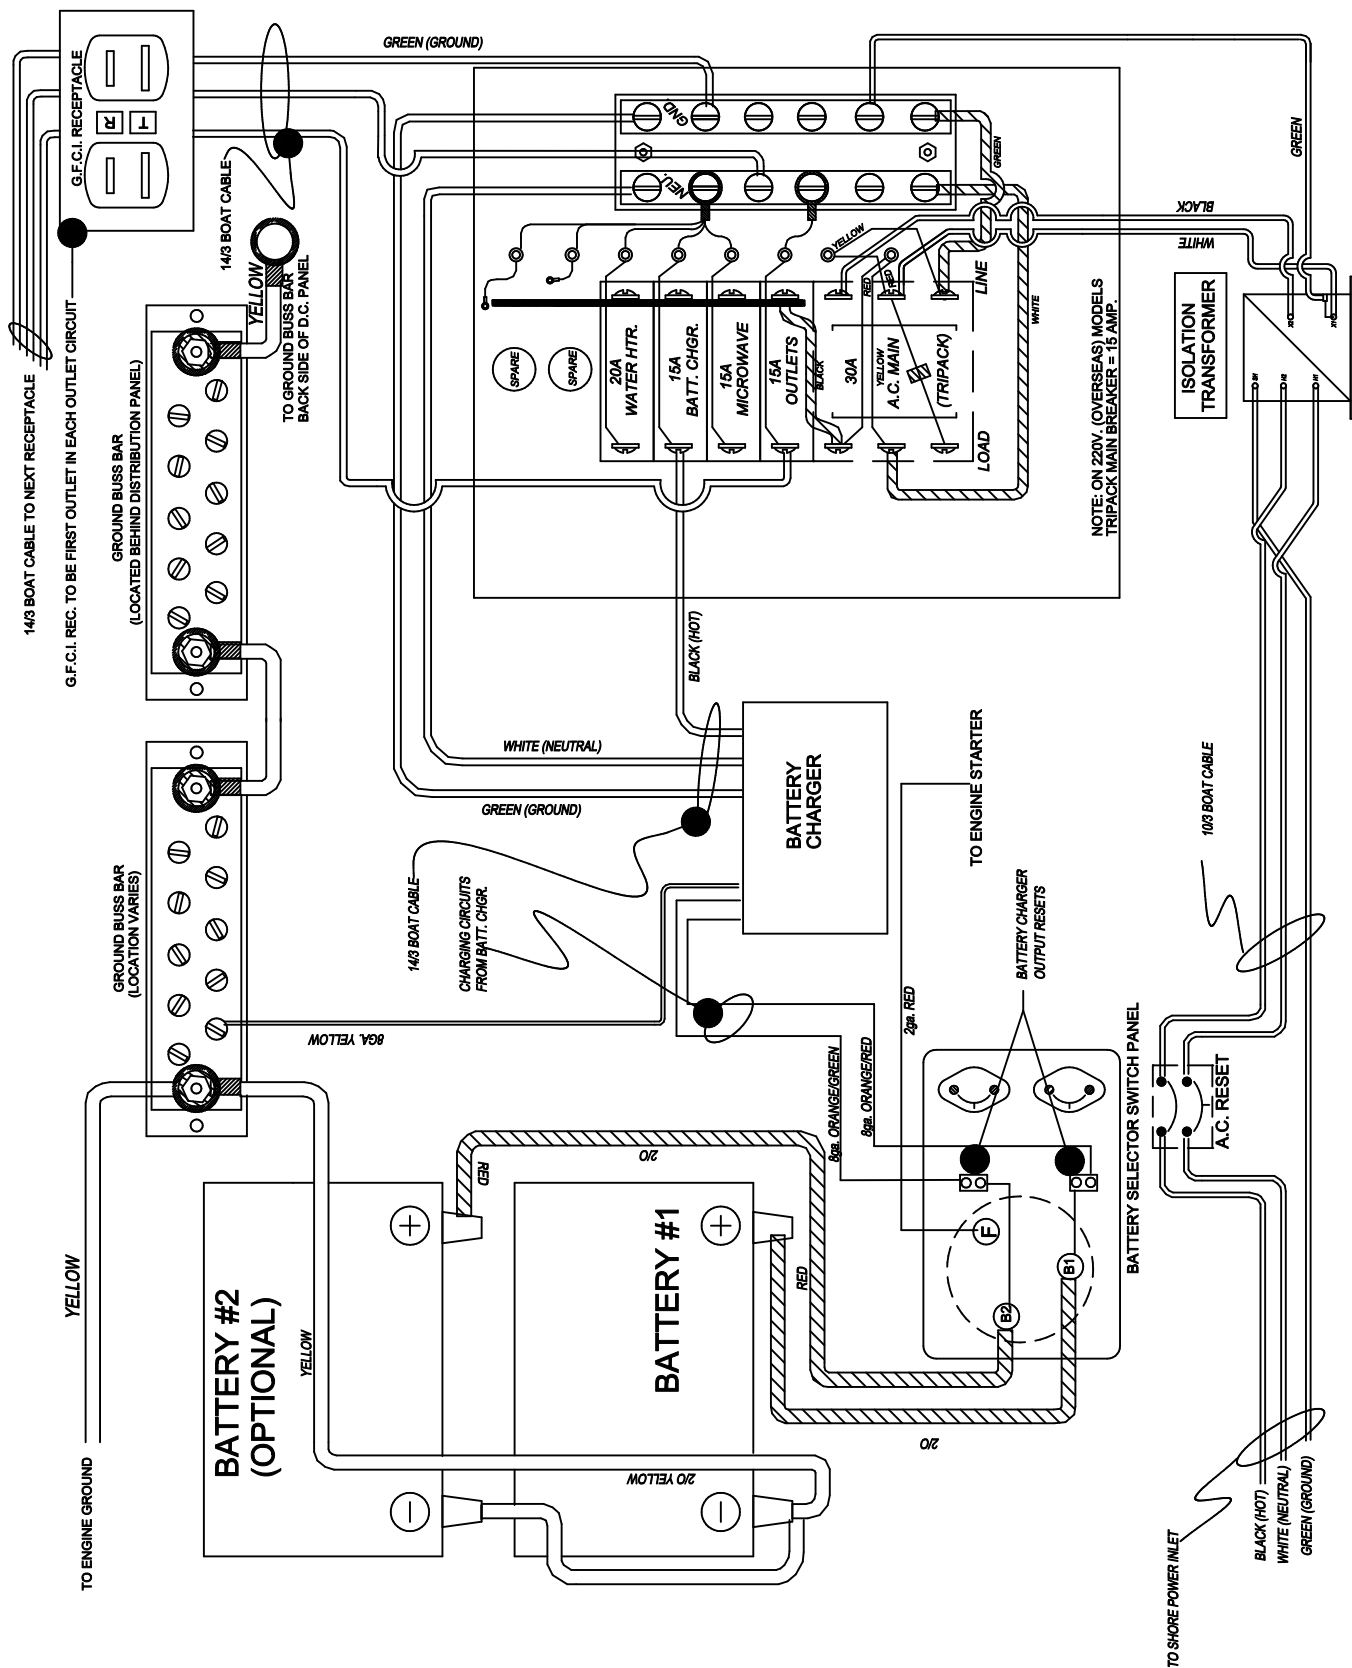 GREEN (GROUND)
G.F.C.I. RECEPTACLE
R
T
14/3 BOAT CABLE
YELLOW
TO GROUND BUSS BAR
BACK SIDE OF D.C. PANEL
14/3 BOAT CABLE TO NEXT RECEPTACLE
G.F.C.I. REC. TO BE FIRST OUTLET IN EACH OUTLET CIRCUIT
GROUND BUSS BAR
(LOCATED BEHIND DISTRIBUTION PANEL)
GND.
NEU.
GREEN
GREEN
BLACK
WHITE
YELLOW
RED
RED
LINE
WHITE
SPARE
SPARE
20A
WATER HTR.
15A
BATT. CHGR.
15A
MICROWAVE
15A
OUTLETS
BLACK
30A
YELLOW
A.C. MAIN
(TRIPACK)
LOAD
NOTE: ON 220V. (OVERSEAS) MODELS
TRIPACK MAIN BREAKER = 15 AMP.
ISOLATION
TRANSFORMER
H2
H1
BLACK (HOT)
WHITE (NEUTRAL)
GREEN (GROUND)
BATTERY
CHARGER
TO ENGINE STARTER
14/3 BOAT CABLE
CHARGING CIRCUITS
FROM BATT. CHGR.
GROUND BUSS BAR
(LOCATION VARIES)
8GA. YELLOW
BATTERY CHARGER
OUTPUT RESETS
10/3 BOAT CABLE
2ga. RED
8ga. ORANGE/GREEN
8ga. ORANGE/RED
A.C. RESET
BATTERY SELECTOR SWITCH PANEL
F
B1
B2
RED
2/O
RED
2/O
YELLOW
YELLOW
BATTERY #2
(OPTIONAL)
BATTERY #1
2/O YELLOW
TO ENGINE GROUND
BLACK (HOT)
WHITE (NEUTRAL)
GREEN (GROUND)
TO SHORE POWER INLET